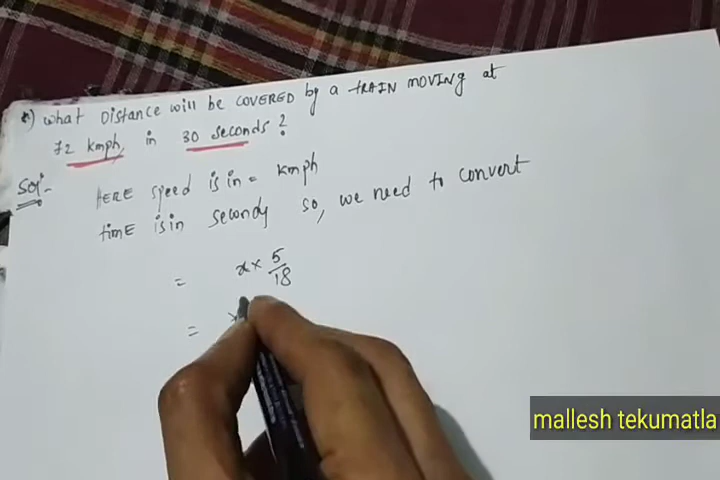 *) what Distance will be COVERED by a tRAIN MOVING at
72 kmph, in 30 seconds ?
Sol:-
HERE speed is in = kmph
timE is in secondy so, we need to convert
= x × 5/18
=
mallesh tekumatla